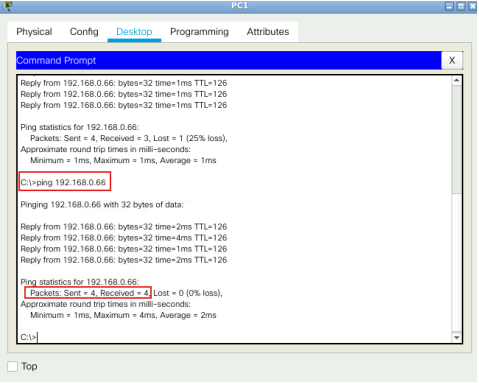 PC1
Physical Config Desktop Programming Attributes
Command Prompt X
Reply from 192.168.0.66: bytes=32 time=1ms TTL=126
Reply from 192.168.0.66: bytes=32 time=1ms TTL=126
Reply from 192.168.0.66: bytes=32 time=1ms TTL=126
Ping statistics for 192.168.0.66:
Packets: Sent = 4, Received = 3, Lost = 1 (25% loss),
Approximate round trip times in milli-seconds:
Minimum = 1ms, Maximum = 1ms, Average = 1ms
C:\>ping 192.168.0.66
Pinging 192.168.0.66 with 32 bytes of data:
Reply from 192.168.0.66: bytes=32 time=2ms TTL=126
Reply from 192.168.0.66: bytes=32 time=4ms TTL=126
Reply from 192.168.0.66: bytes=32 time=1ms TTL=126
Reply from 192.168.0.66: bytes=32 time=2ms TTL=126
Ping statistics for 192.168.0.66:
Packets: Sent = 4, Received = 4, Lost = 0 (0% loss),
Approximate round trip times in milli-seconds:
Minimum = 1ms, Maximum = 4ms, Average = 2ms
C:\>
Top